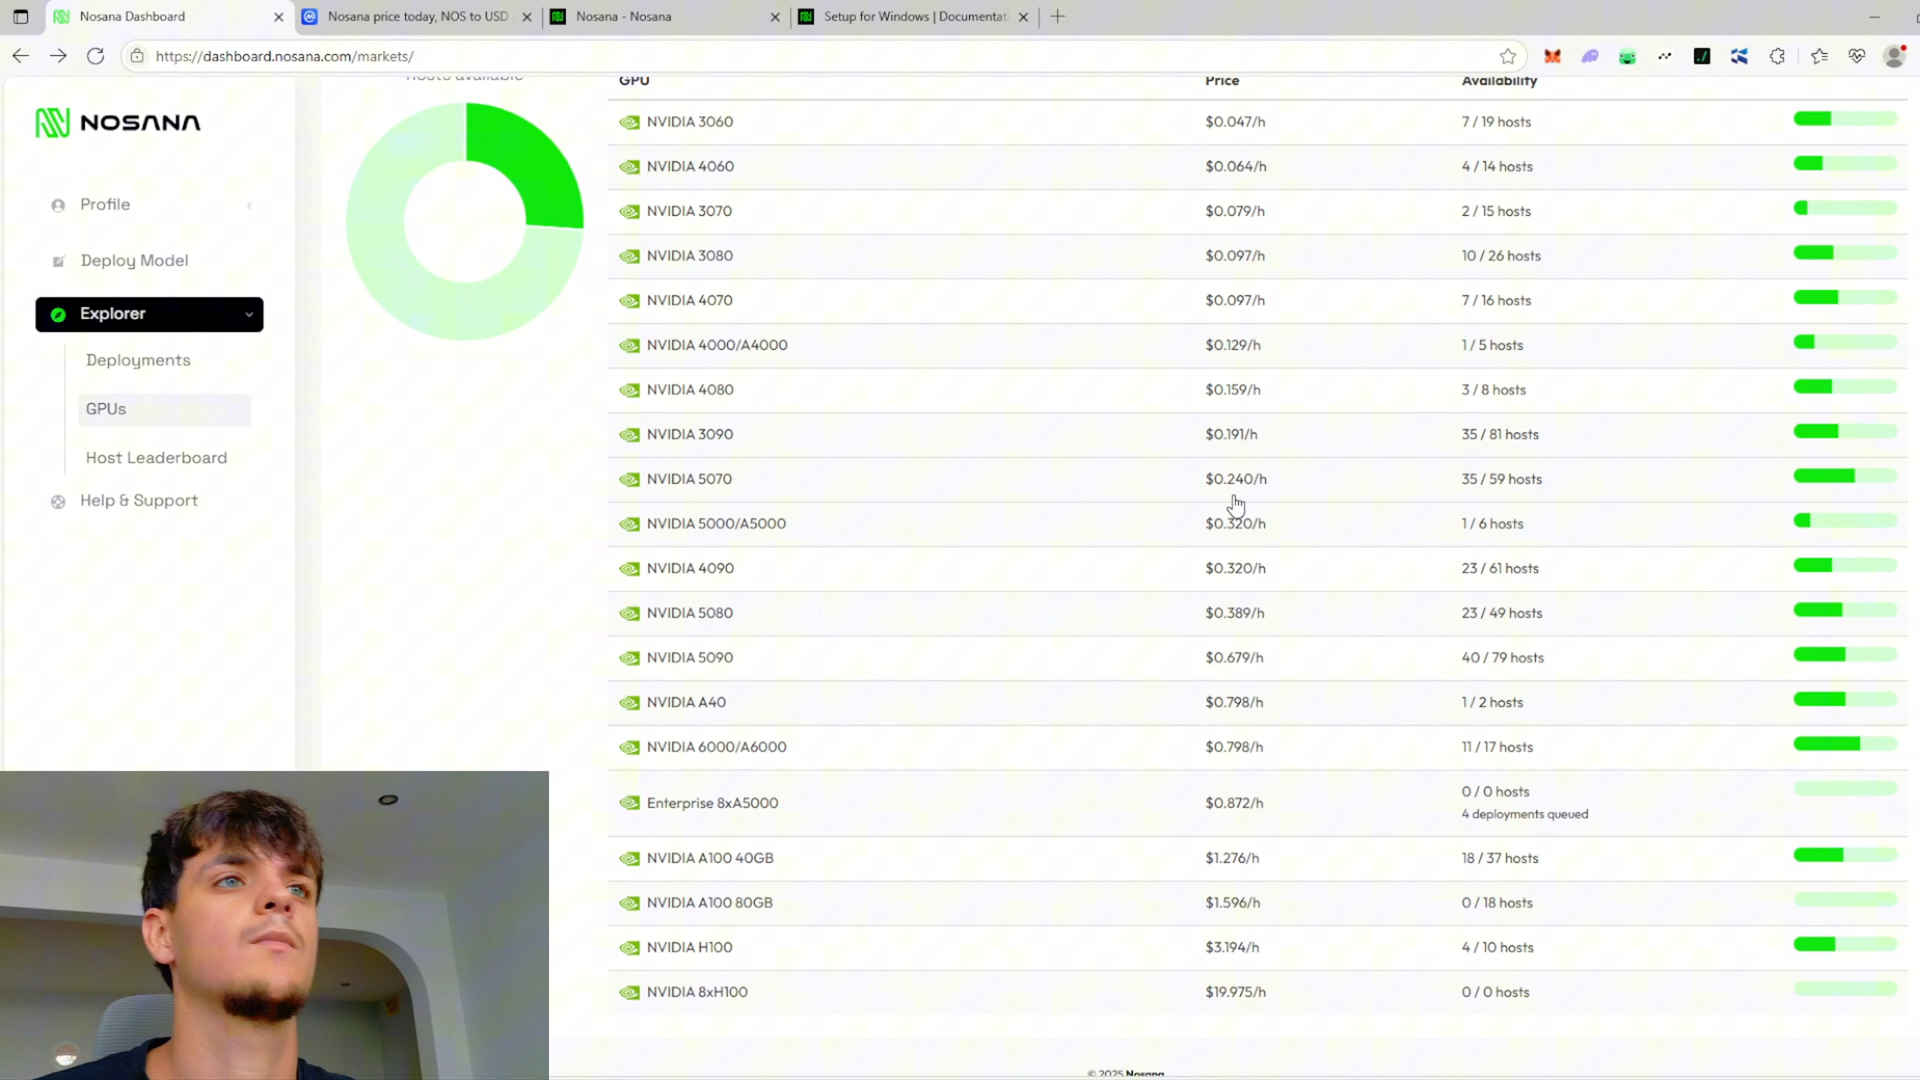 Nosana Dashboard
Nosana price today, NOS to USD
Nosana - Nosana
Setup for Windows | Documentat
https://dashboard.nosana.com/markets/
NOSANA
Profile
Deploy Model
Explorer
Deployments
GPUs
Host Leaderboard
Help & Support
Hosts available
GPU Price Availability
NVIDIA 3060 $0.047/h 7 / 19 hosts
NVIDIA 4060 $0.064/h 4 / 14 hosts
NVIDIA 3070 $0.079/h 2 / 15 hosts
NVIDIA 3080 $0.097/h 10 / 26 hosts
NVIDIA 4070 $0.097/h 7 / 16 hosts
NVIDIA 4000/A4000 $0.129/h 1 / 5 hosts
NVIDIA 4080 $0.159/h 3 / 8 hosts
NVIDIA 3090 $0.191/h 35 / 81 hosts
NVIDIA 5070 $0.240/h 35 / 59 hosts
NVIDIA 5000/A5000 $0.320/h 1 / 6 hosts
NVIDIA 4090 $0.320/h 23 / 61 hosts
NVIDIA 5080 $0.389/h 23 / 49 hosts
NVIDIA 5090 $0.679/h 40 / 79 hosts
NVIDIA A40 $0.798/h 1 / 2 hosts
NVIDIA 6000/A6000 $0.798/h 11 / 17 hosts
Enterprise 8xA5000 $0.872/h 0 / 0 hosts
4 deployments queued
NVIDIA A100 40GB $1.276/h 18 / 37 hosts
NVIDIA A100 80GB $1.596/h 0 / 18 hosts
NVIDIA H100 $3.194/h 4 / 10 hosts
NVIDIA 8xH100 $19.975/h 0 / 0 hosts
© 2025 Nosana